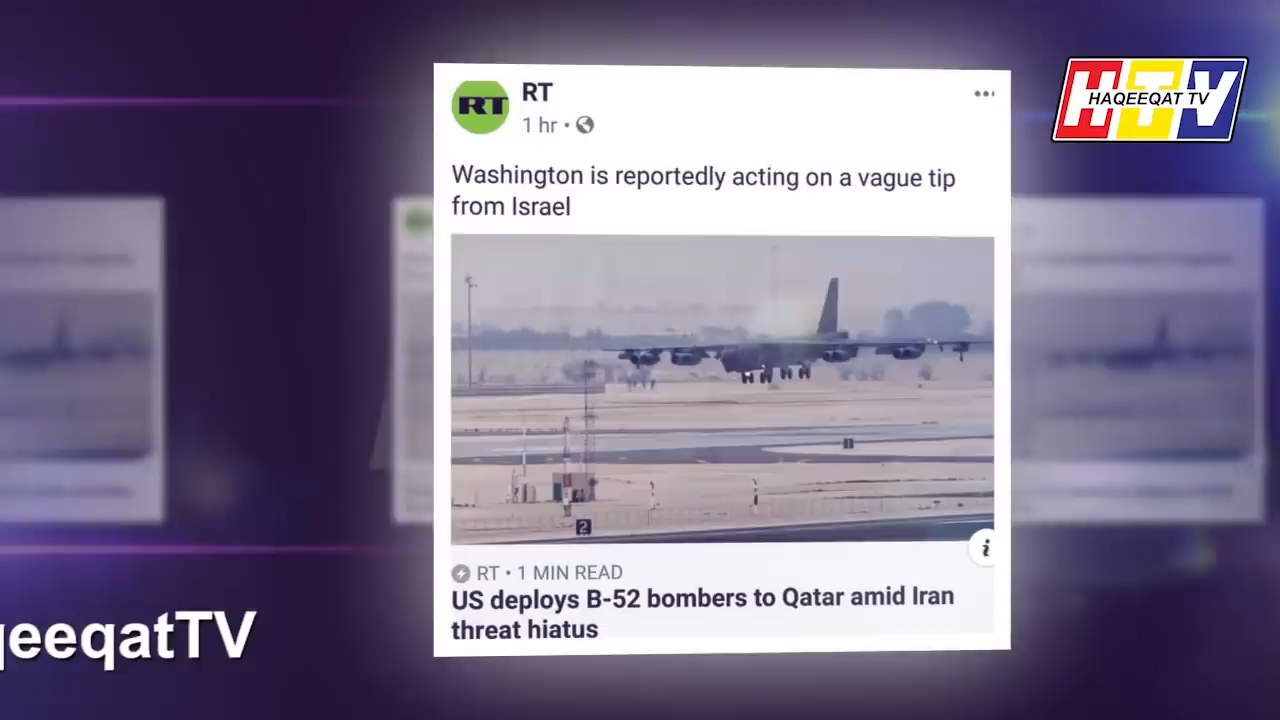 RT
RT
1 hr •
HAQEEQAT TV
Washington is reportedly acting on a vague tip
from Israel
2
i
RT • 1 MIN READ
US deploys B-52 bombers to Qatar amid Iran
threat hiatus
qeeqatTV